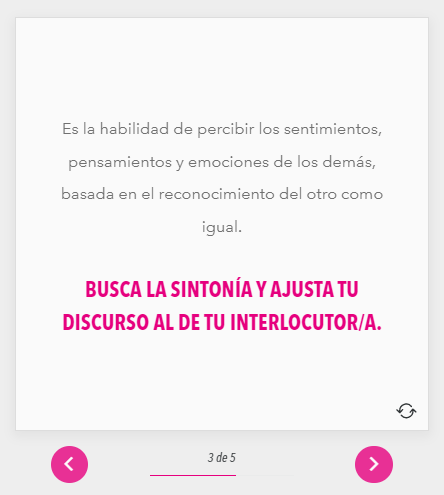 Es la habilidad de percibir los sentimientos,
pensamientos y emociones de los demás,
basada en el reconocimiento del otro como
igual.
BUSCA LA SINTONÍA Y AJUSTA TU
DISCURSO AL DE TU INTERLOCUTOR/A.
3 de 5